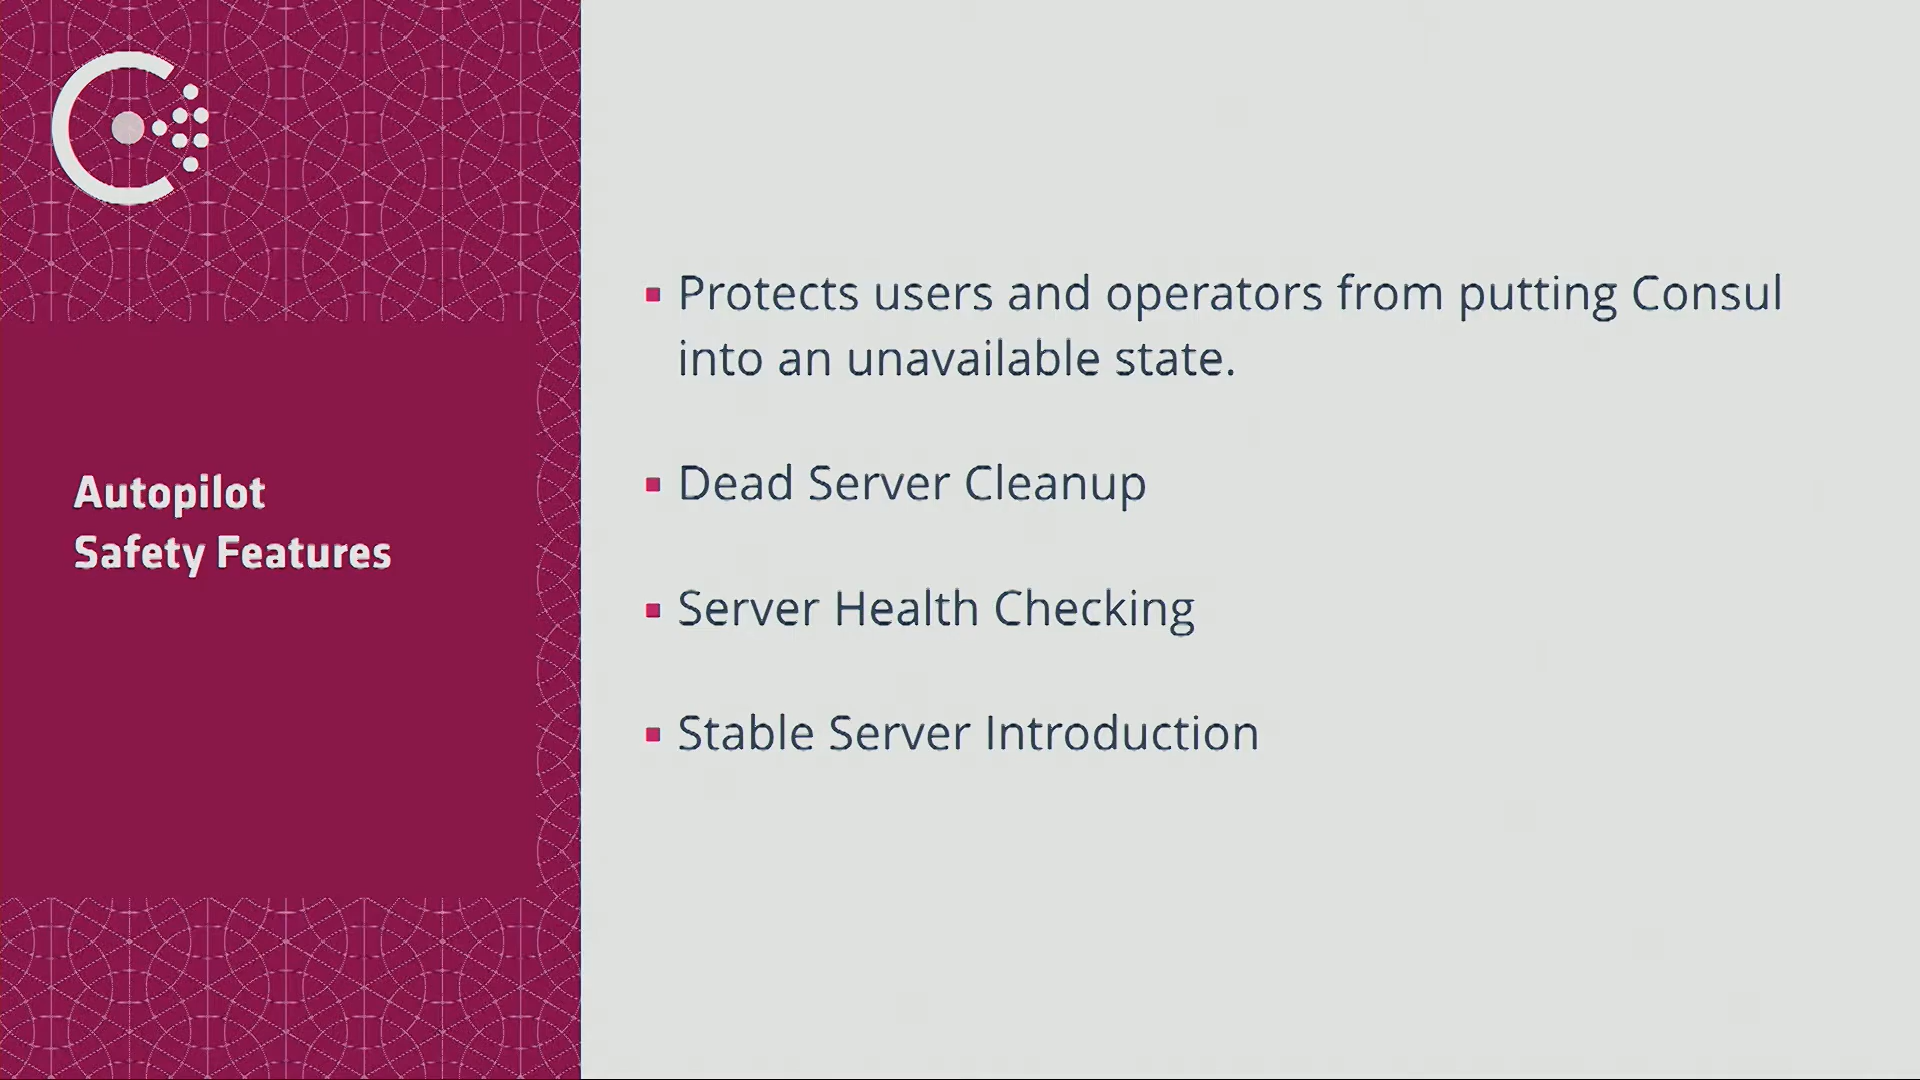 Autopilot
Safety Features
Protects users and operators from putting Consul
into an unavailable state.
Dead Server Cleanup
Server Health Checking
Stable Server Introduction